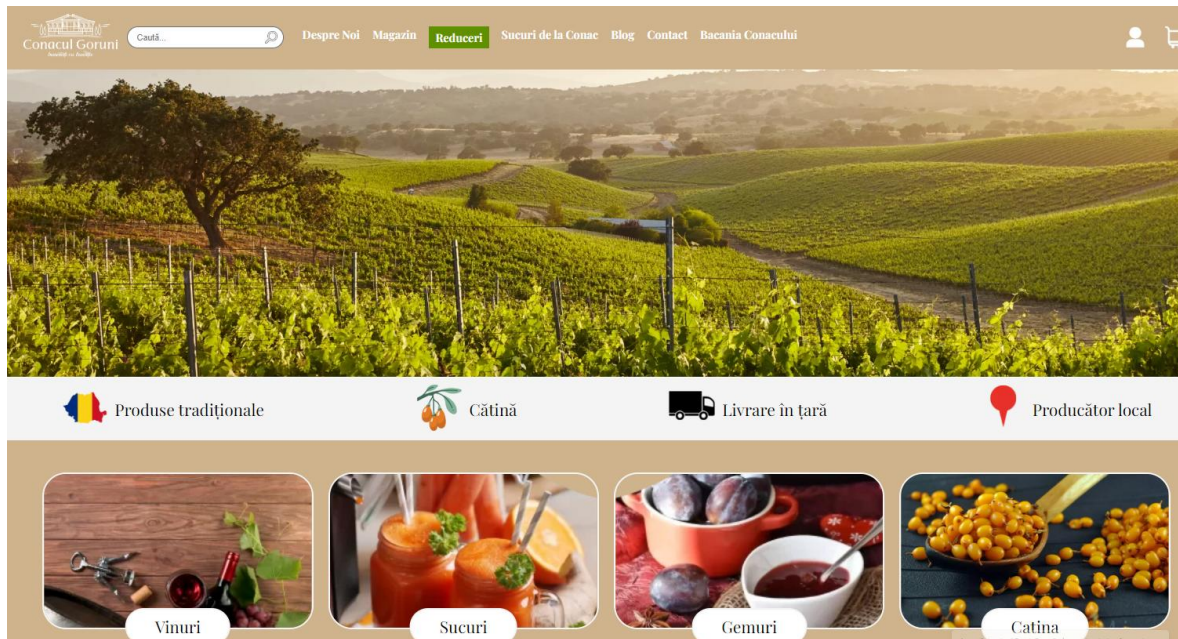 Conacul Goruni
Caută...
Despre Noi
Magazin
Reduceri
Sucuri de la Conac
Blog
Contact
Bacania Conacului
Produse tradiționale
Cătină
Livrare în țară
Producător local
Vinuri
Sucuri
Gemuri
Catina